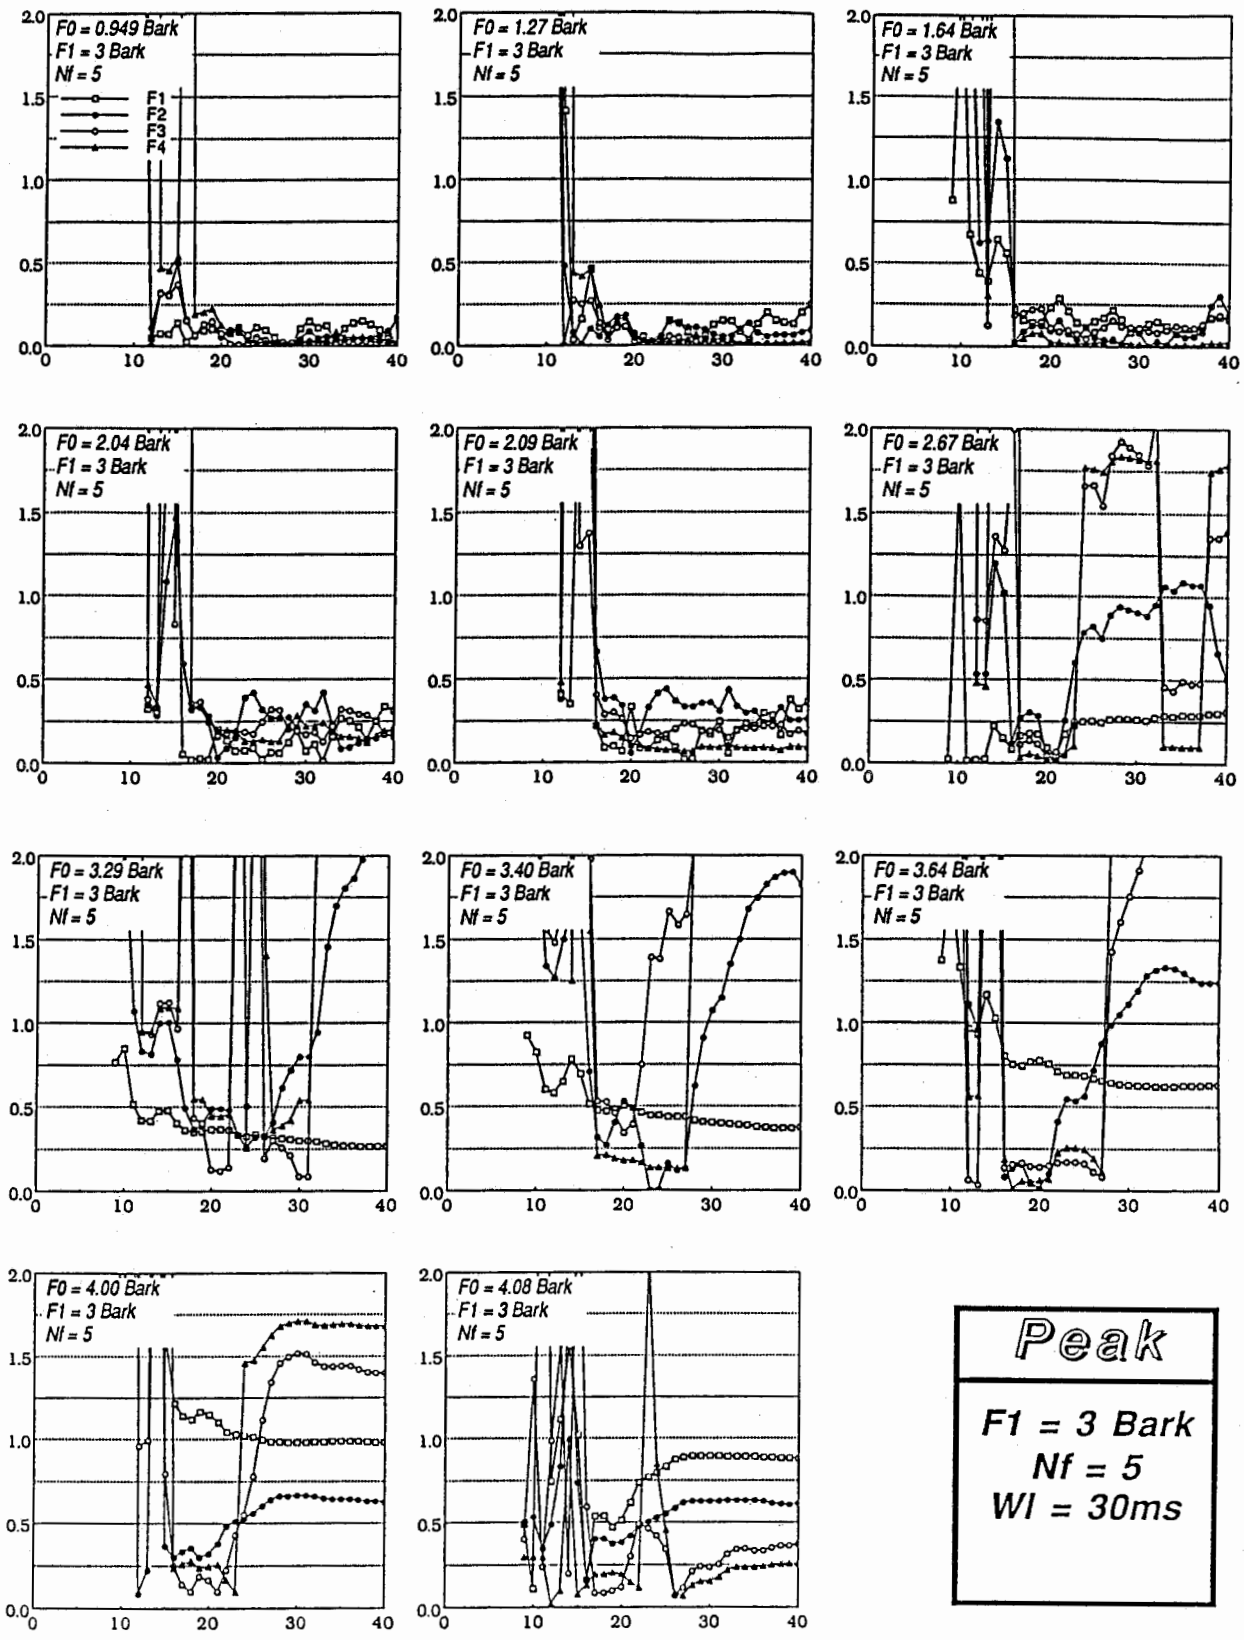 F0 = 0.949 Bark
F1 = 3 Bark
Nf = 5
F1
F2
F3
F4
2.0
1.5
1.0
0.5
0.0
10
20
30
40
F0 = 1.27 Bark
F1 = 3 Bark
Nf = 5
2.0
1.5
1.0
0.5
0.0
0
10
20
30
40
F0 = 1.64 Bark
F1 = 3 Bark
Nf = 5
2.0
1.5
1.0
0.5
0.0
0
10
20
30
40
F0 = 2.04 Bark
F1 = 3 Bark
Nf = 5
2.0
1.5
1.0
0.5
0.0
0
10
20
30
40
F0 = 2.09 Bark
F1 = 3 Bark
Nf = 5
2.0
1.5
1.0
0.5
0.0
0
10
20
30
40
F0 = 2.67 Bark
F1 = 3 Bark
Nf = 5
2.0
1.5
1.0
0.5
0.0
0
10
20
30
40
F0 = 3.29 Bark
F1 = 3 Bark
Nf = 5
2.0
1.5
1.0
0.5
0.0
0
10
20
30
40
F0 = 3.40 Bark
F1 = 3 Bark
Nf = 5
2.0
1.5
1.0
0.5
0.0
0
10
20
30
40
F0 = 3.64 Bark
F1 = 3 Bark
Nf = 5
2.0
1.5
1.0
0.5
0.0
0
10
20
30
40
F0 = 4.00 Bark
F1 = 3 Bark
Nf = 5
2.0
1.5
1.0
0.5
0.0
0
10
20
30
40
F0 = 4.08 Bark
F1 = 3 Bark
Nf = 5
2.0
1.5
1.0
0.5
0.0
0
10
20
30
40
Peak
F1 = 3 Bark
Nf = 5
Wl = 30ms